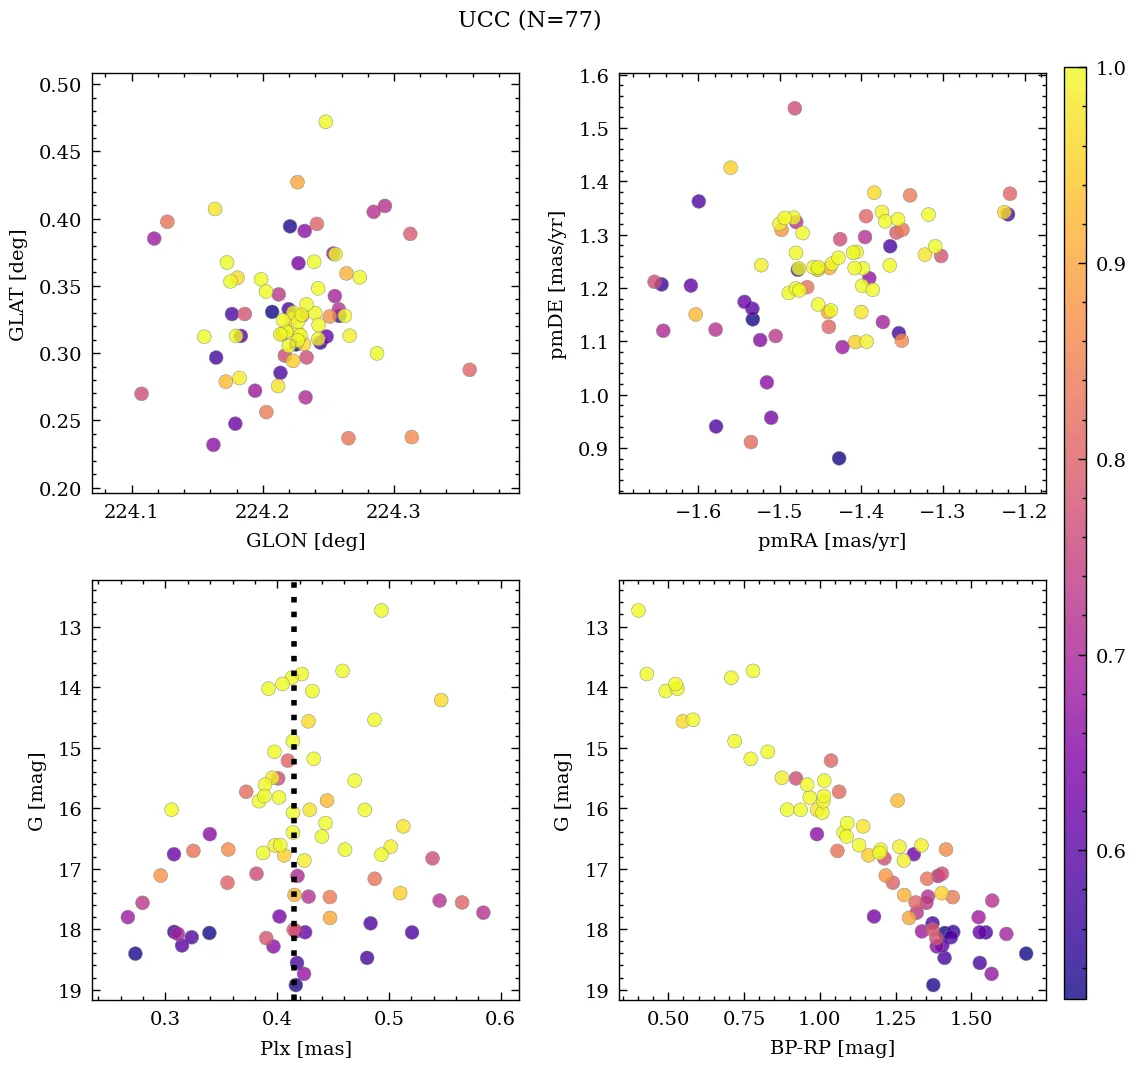 UCC (N=77)
0.50
0.45
0.40
0.35
0.30
0.25
0.20
GLAT [deg]
224.1 224.2 224.3
GLON [deg]
1.6
1.5
1.4
1.3
1.2
1.1
1.0
0.9
pmDE [mas/yr]
−1.6 −1.5 −1.4 −1.3 −1.2
pmRA [mas/yr]
1.0
0.9
0.8
0.7
0.6
13
14
15
16
17
18
19
G [mag]
0.3 0.4 0.5 0.6
Plx [mas]
13
14
15
16
17
18
19
G [mag]
0.50 0.75 1.00 1.25 1.50
BP-RP [mag]